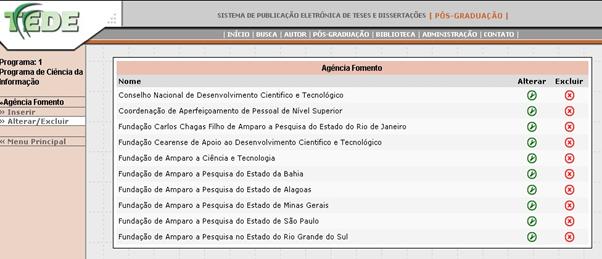 TEDE
SISTEMA DE PUBLICAÇÃO ELETRÔNICA DE TESES E DISSERTAÇÕES [ PÓS-GRADUAÇÃO ]
| INÍCIO | BUSCA | AUTOR | PÓS-GRADUAÇÃO | BIBLIOTECA | ADMINISTRAÇÃO | CONTATO |
Programa: 1
Programa de Ciência da
Informação
»Agência Fomento
» Inserir
» Alterar/Excluir
« Menu Principal
Agência Fomento
Nome Alterar Excluir
Conselho Nacional de Desenvolvimento Cientifico e Tecnológico
Coordenação de Aperfeiçoamento de Pessoal de Nível Superior
Fundação Carlos Chagas Filho de Amparo a Pesquisa do Estado do Rio de Janeiro
Fundação Cearense de Apoio ao Desenvolvimento Cientifico e Tecnológico
Fundação de Amparo a Ciência e Tecnologia
Fundação de Amparo a Pesquisa do Estado da Bahia
Fundação de Amparo a Pesquisa do Estado de Alagoas
Fundação de Amparo a Pesquisa do Estado de Minas Gerais
Fundação de Amparo a Pesquisa do Estado de São Paulo
Fundação de Amparo a Pesquisa no Estado do Rio Grande do Sul